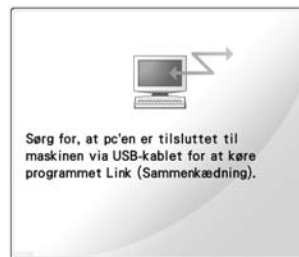 Sørg for, at pc'en er tilsluttet til
maskinen via USB-kablet for at køre
programmet Link (Sammenkædning).